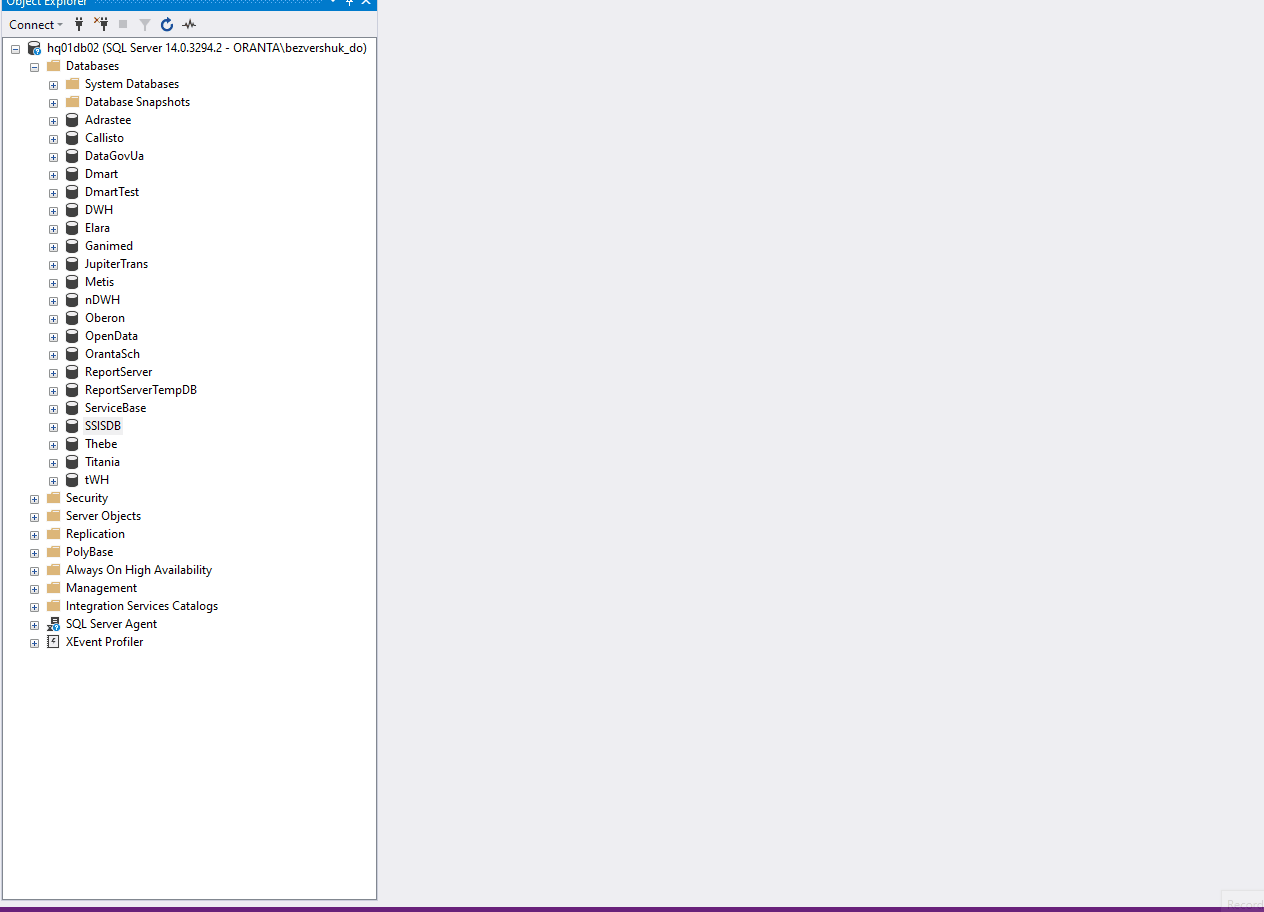 Object Explorer
Connect
hq01db02 (SQL Server 14.0.3294.2 - ORANTA\bezvershuk_do)
Databases
System Databases
Database Snapshots
Adrastee
Callisto
DataGovUa
Dmart
DmartTest
DWH
Elara
Ganimed
JupiterTrans
Metis
nDWH
Oberon
OpenData
OrantaSch
ReportServer
ReportServerTempDB
ServiceBase
SSISDB
Thebe
Titania
tWH
Security
Server Objects
Replication
PolyBase
Always On High Availability
Management
Integration Services Catalogs
SQL Server Agent
XEvent Profiler
Record